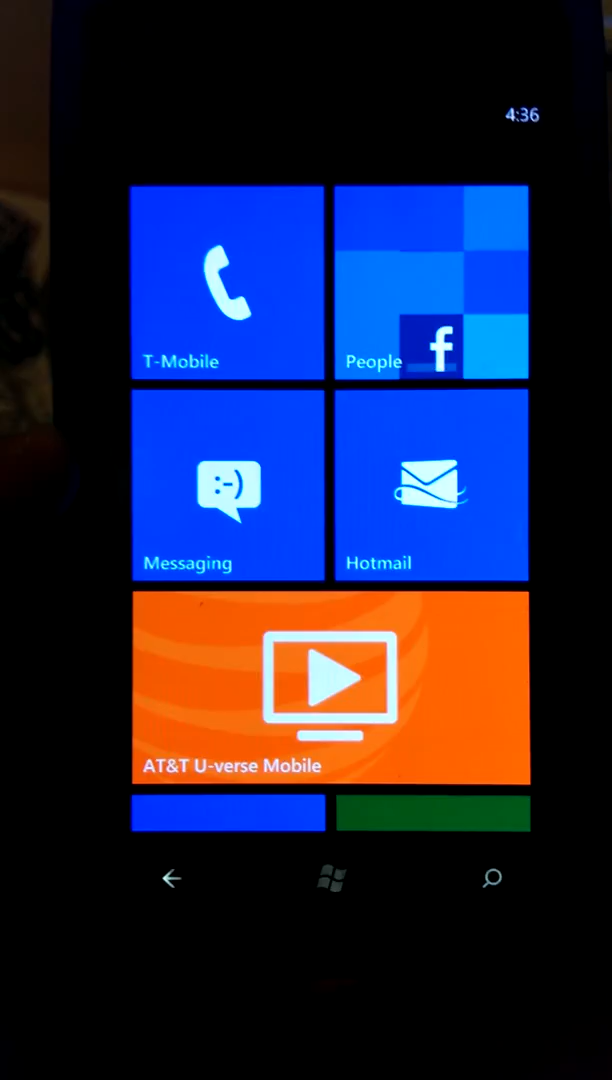 4:36
T-Mobile
People
f
:-)
Messaging
Hotmail
AT&T U-verse Mobile